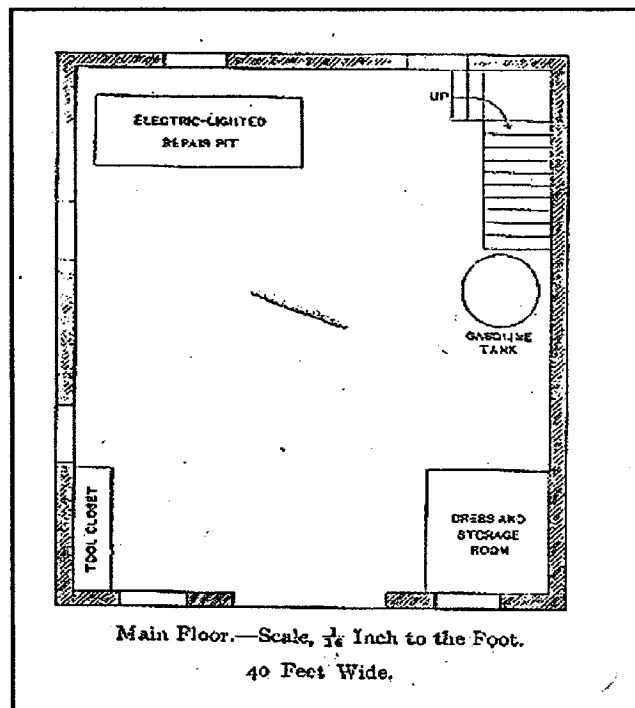 ELECTRIC-LIGHTED
REPAIR PIT
UP
GASOLINE
TANK
TOOL CLOSET
DRESS AND
STORAGE
ROOM
Main Floor.—Scale, 1/16 Inch to the Foot.
40 Feet Wide.